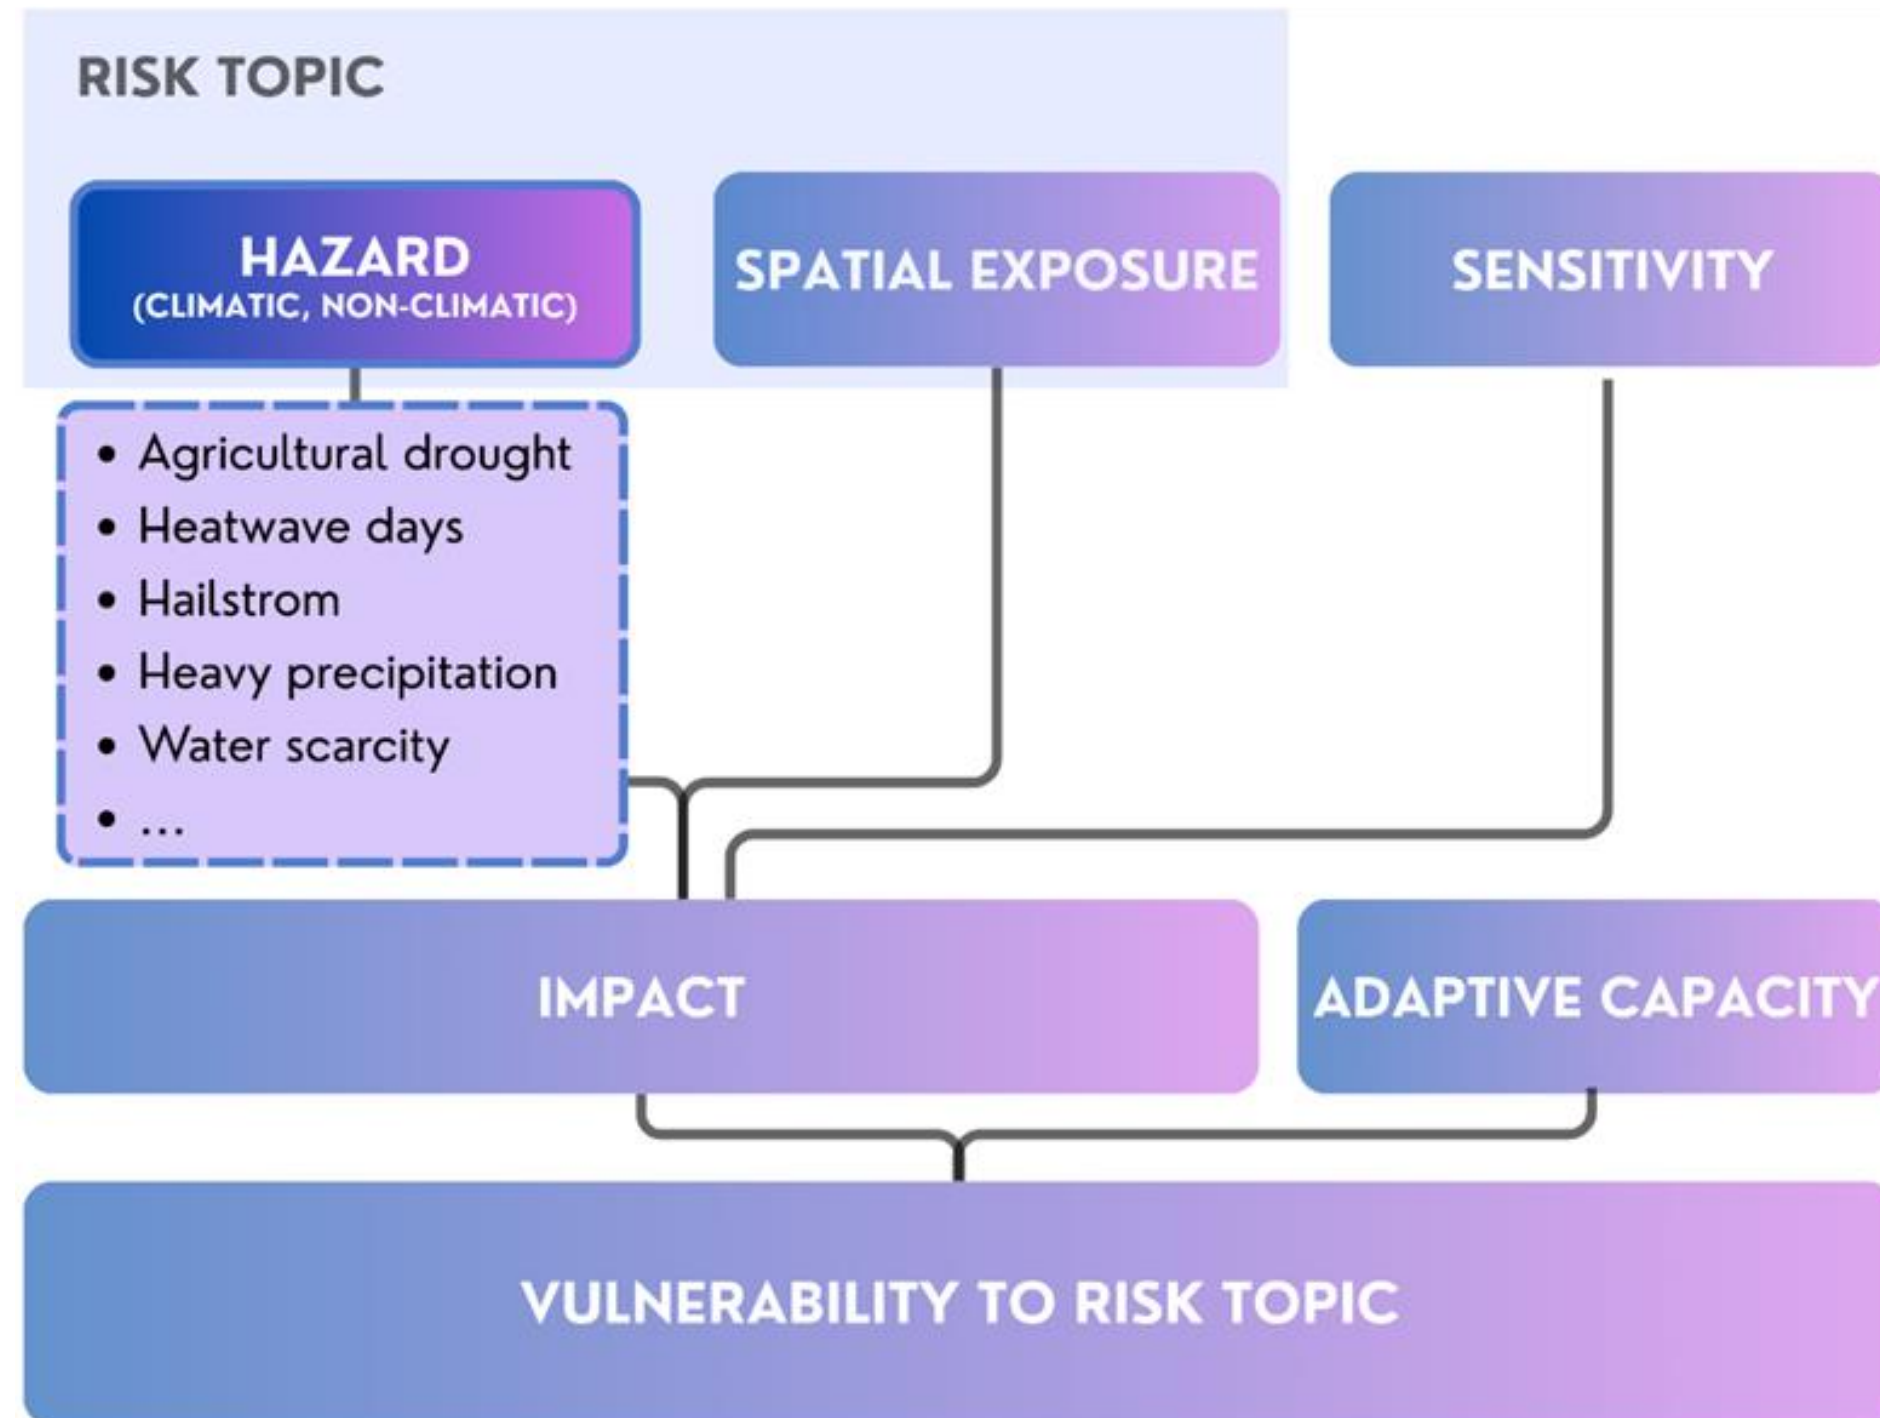 RISK TOPIC
HAZARD
(CLIMATIC, NON-CLIMATIC)
SPATIAL EXPOSURE
SENSITIVITY
• Agricultural drought
• Heatwave days
• Hailstrom
• Heavy precipitation
• Water scarcity
• ...
IMPACT
ADAPTIVE CAPACITY
VULNERABILITY TO RISK TOPIC